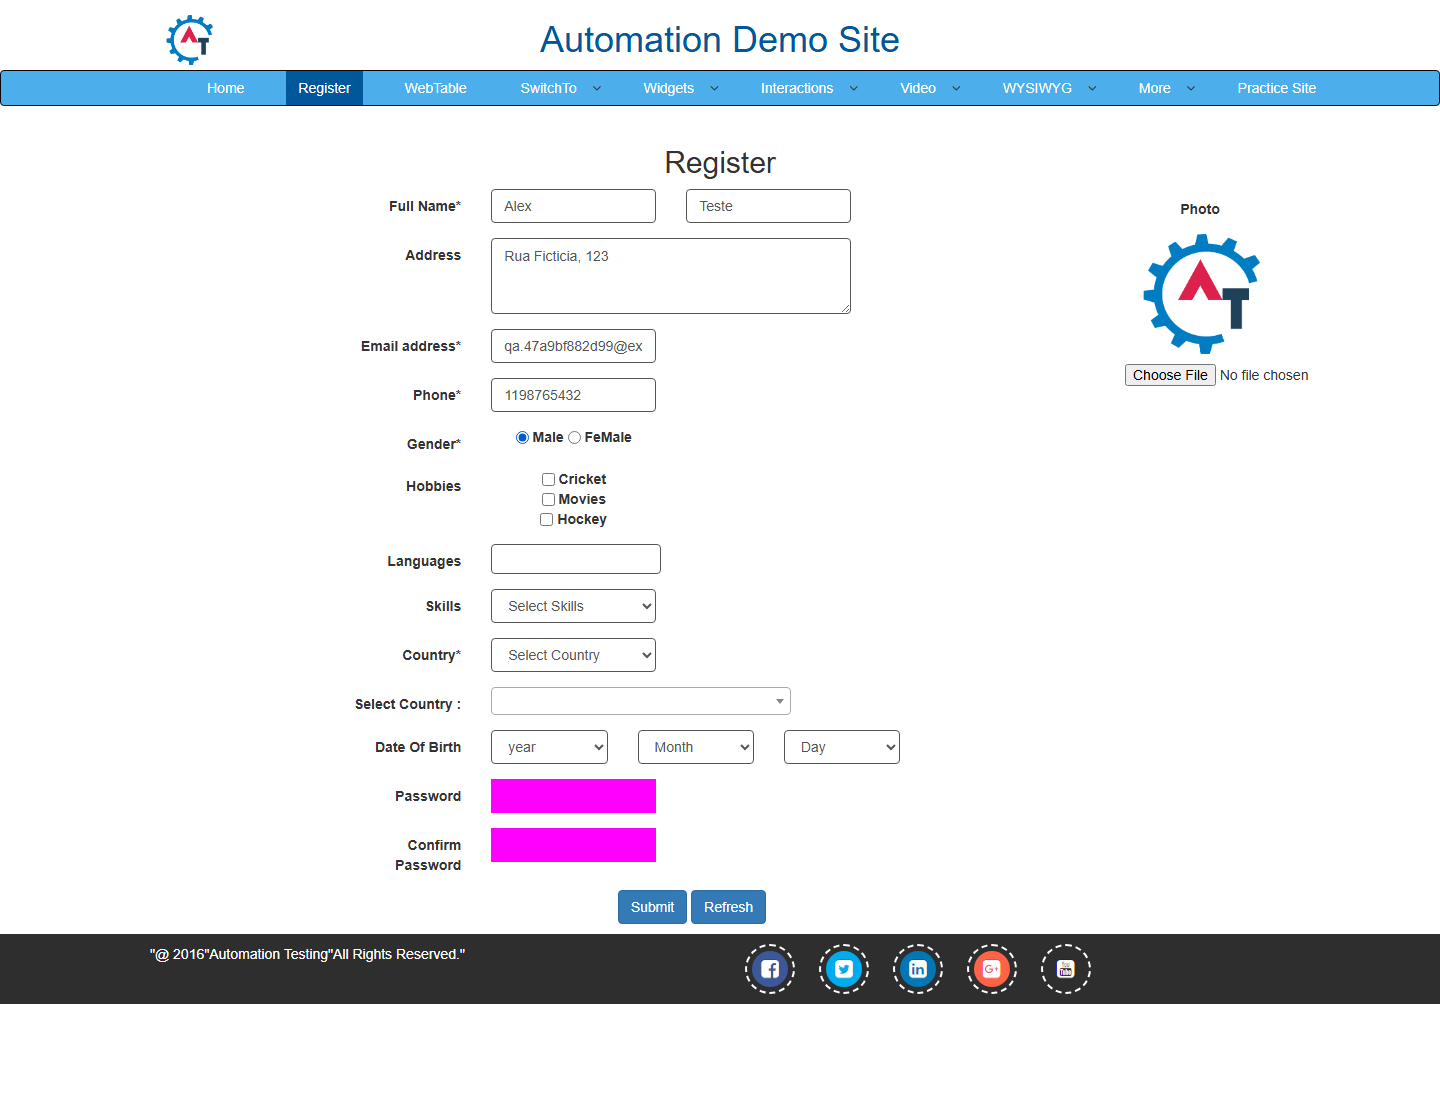 Automation Demo Site
Home Register WebTable SwitchTo Widgets Interactions Video WYSIWYG More Practice Site
Register
Full Name* Alex Teste
Photo
Address Rua Ficticia, 123
AT
Email address* qa.47a9bf882d99@ex
Choose File No file chosen
Phone* 1198765432
Gender* Male FeMale
Hobbies Cricket
Movies
Hockey
Languages
Skills Select Skills
Country* Select Country
Select Country :
Date Of Birth year Month Day
Password
Confirm
Password
Submit Refresh
"@ 2016"Automation Testing"All Rights Reserved."